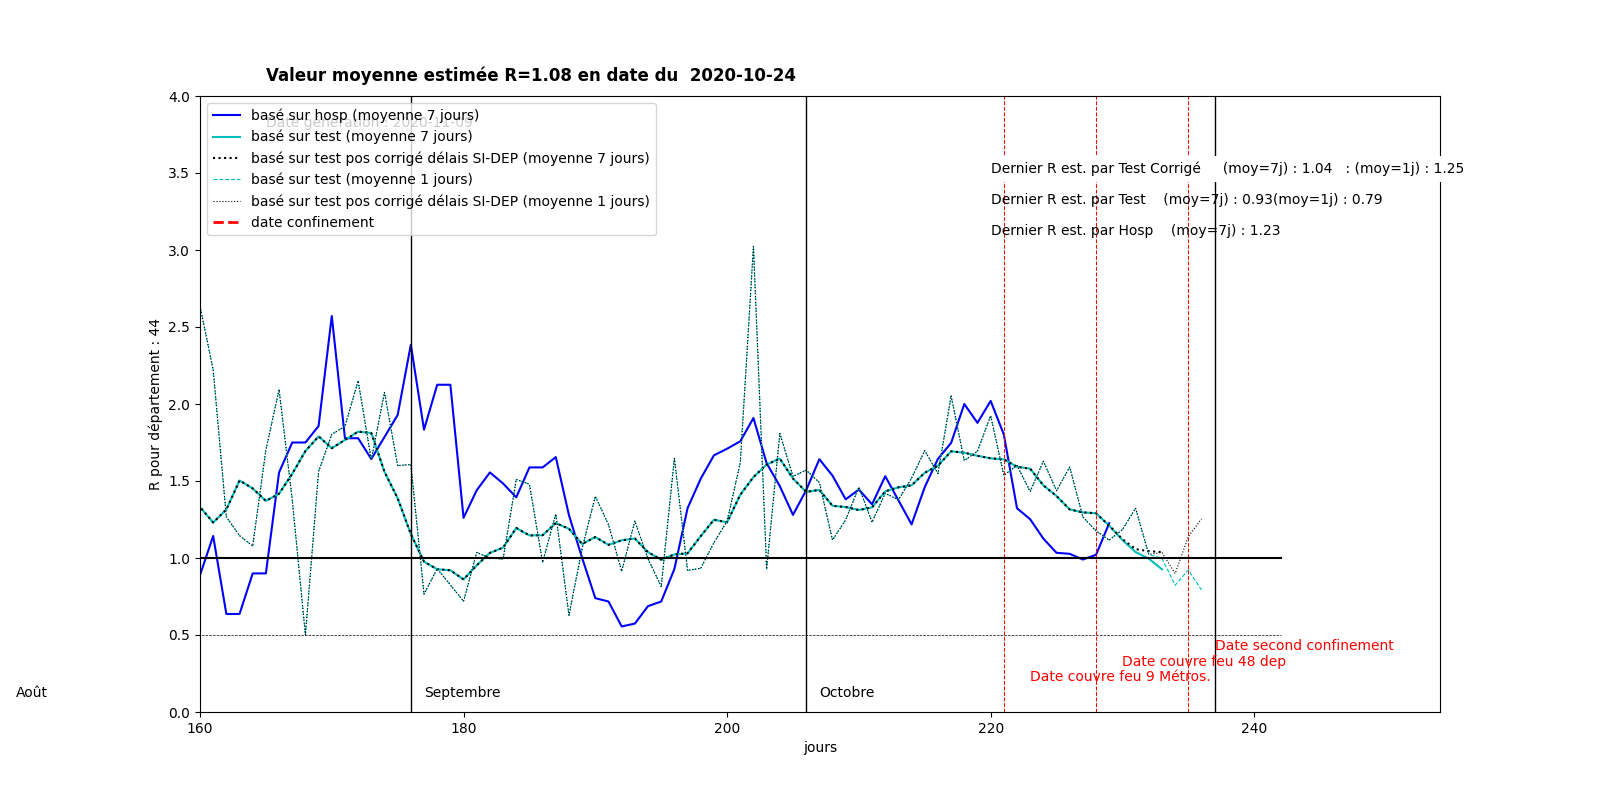 Valeur moyenne estimée R=1.08 en date du  2020-10-24
4.0
3.5
3.0
2.5
2.0
1.5
1.0
0.5
0.0
R pour département : 44
basé sur hosp (moyenne 7 jours)
Date generation : 2020-11-09
basé sur test (moyenne 7 jours)
basé sur test pos corrigé délais SI-DEP (moyenne 7 jours)
basé sur test (moyenne 1 jours)
basé sur test pos corrigé délais SI-DEP (moyenne 1 jours)
date confinement
Dernier R est. par Test Corrigé     (moy=7j) : 1.04   : (moy=1j) : 1.25
Dernier R est. par Test    (moy=7j) : 0.93(moy=1j) : 0.79
Dernier R est. par Hosp    (moy=7j) : 1.23
Date second confinement
Date couvre feu 48 dep
Date couvre feu 9 Métros.
Août
Septembre
Octobre
160
180
200
220
240
jours